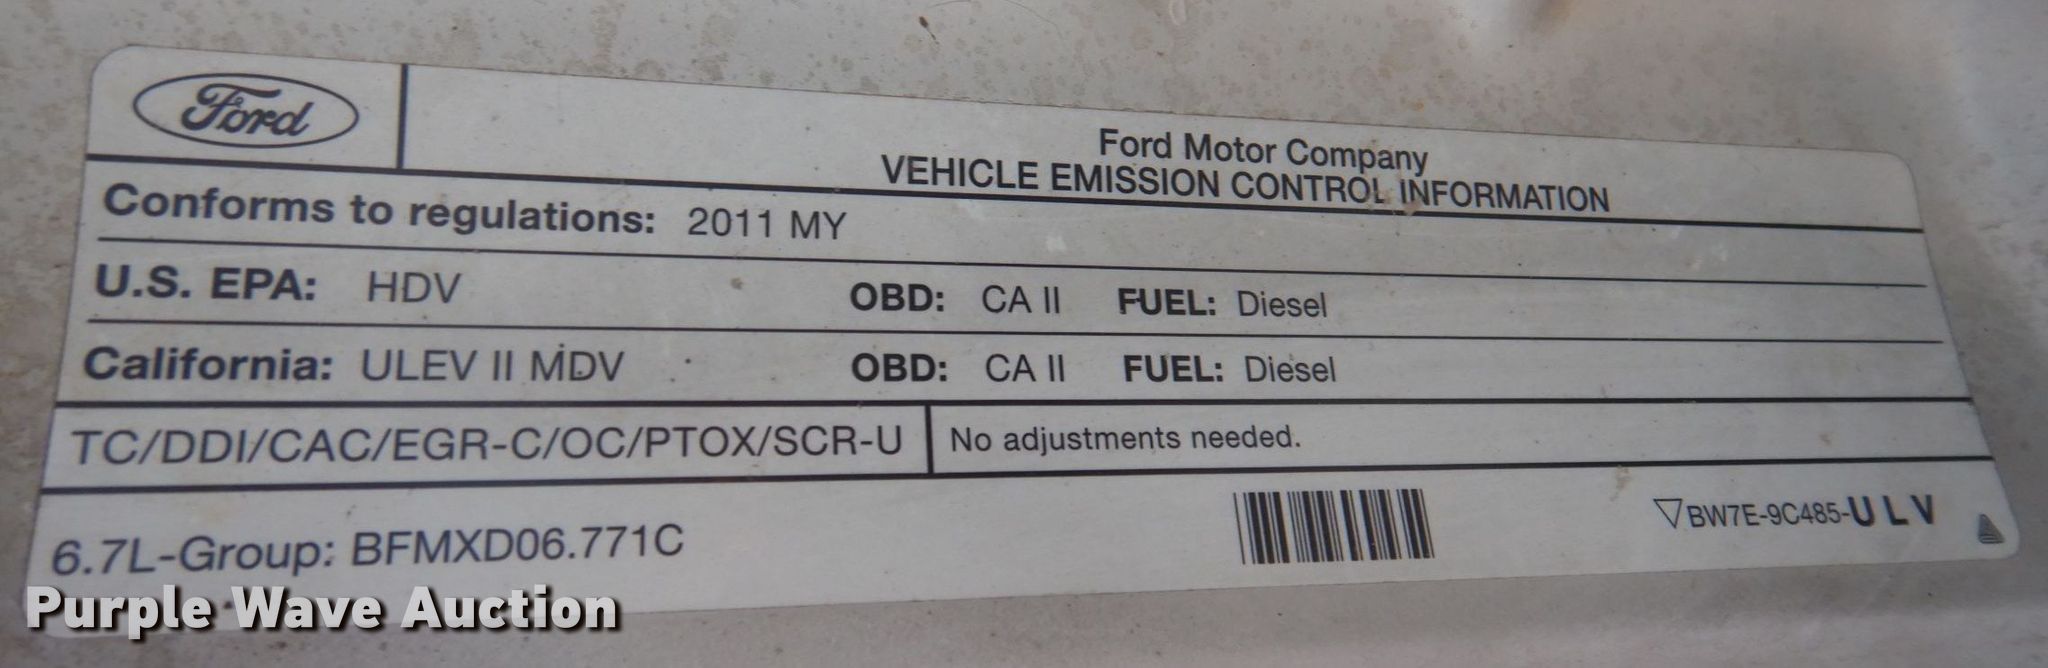 Ford
Ford Motor Company
VEHICLE EMISSION CONTROL INFORMATION
Conforms to regulations: 2011 MY
U.S. EPA: HDV OBD: CA II FUEL: Diesel
California: ULEV II MDV OBD: CA II FUEL: Diesel
TC/DDI/CAC/EGR-C/OC/PTOX/SCR-U No adjustments needed.
6.7L-Group: BFMXD06.771C
BW7E-9C485-ULV
Purple Wave Auction